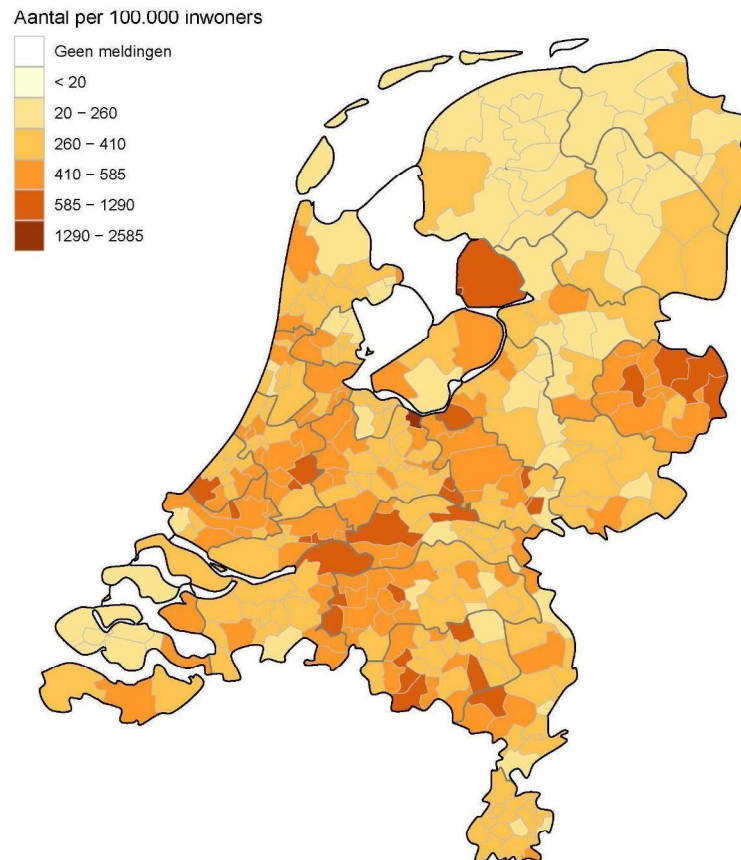 Aantal per 100.000 inwoners
Geen meldingen
< 20
20 – 260
260 – 410
410 – 585
585 – 1290
1290 – 2585